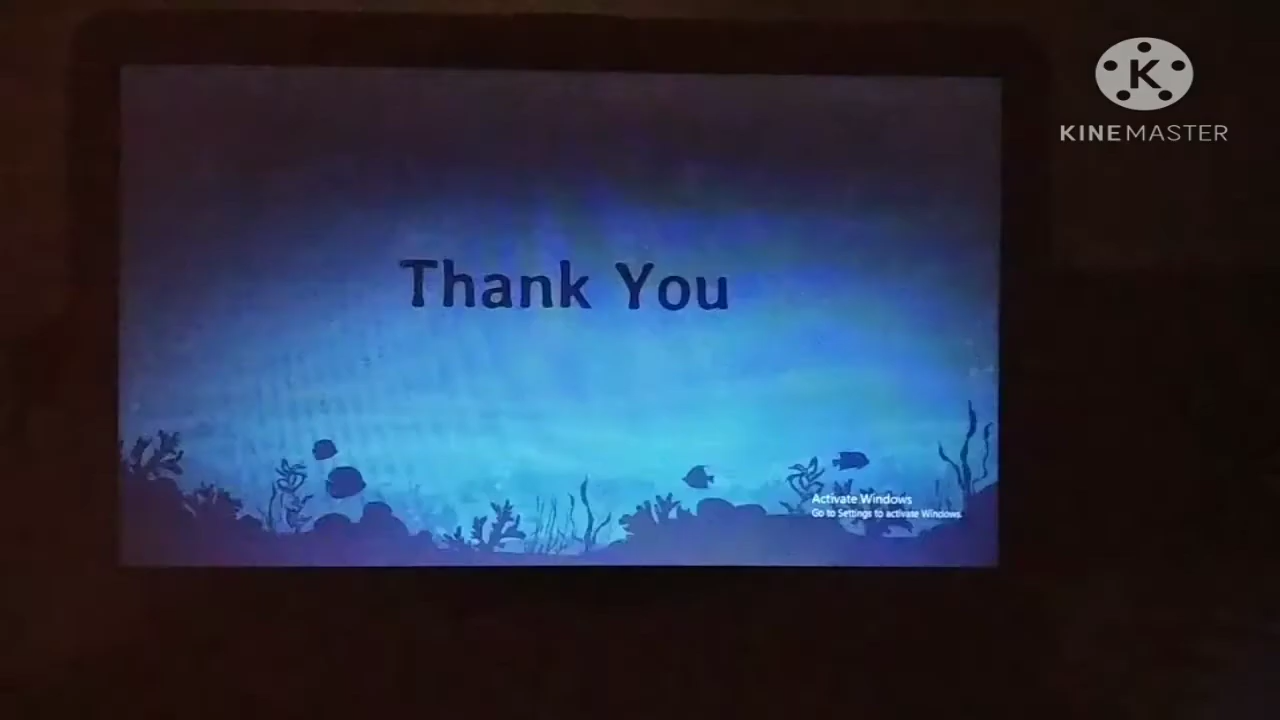 K
KINEMASTER
Thank You
Activate Windows
Go to Settings to activate Windows.